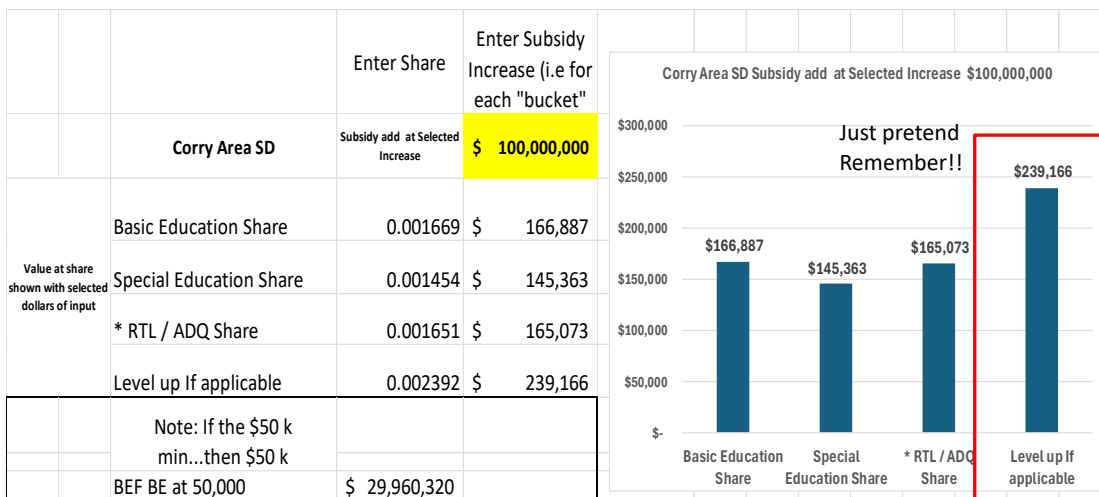 Enter Share
Enter Subsidy
Increase (i.e for
each "bucket"
Corry Area SD
Subsidy add at Selected
Increase
$ 100,000,000
Value at share
shown with selected
dollars of input
Basic Education Share 0.001669 $ 166,887
Special Education Share 0.001454 $ 145,363
* RTL / ADQ Share 0.001651 $ 165,073
Level up If applicable 0.002392 $ 239,166
Note: If the $50 k
min...then $50 k
BEF BE at 50,000 $ 29,960,320
Corry Area SD Subsidy add at Selected Increase $100,000,000
Just pretend
Remember!!
$300,000
$250,000
$200,000
$150,000
$100,000
$50,000
$-
$166,887
$145,363
$165,073
$239,166
Basic Education
Share
Special
Education Share
* RTL / ADQ
Share
Level up If
applicable